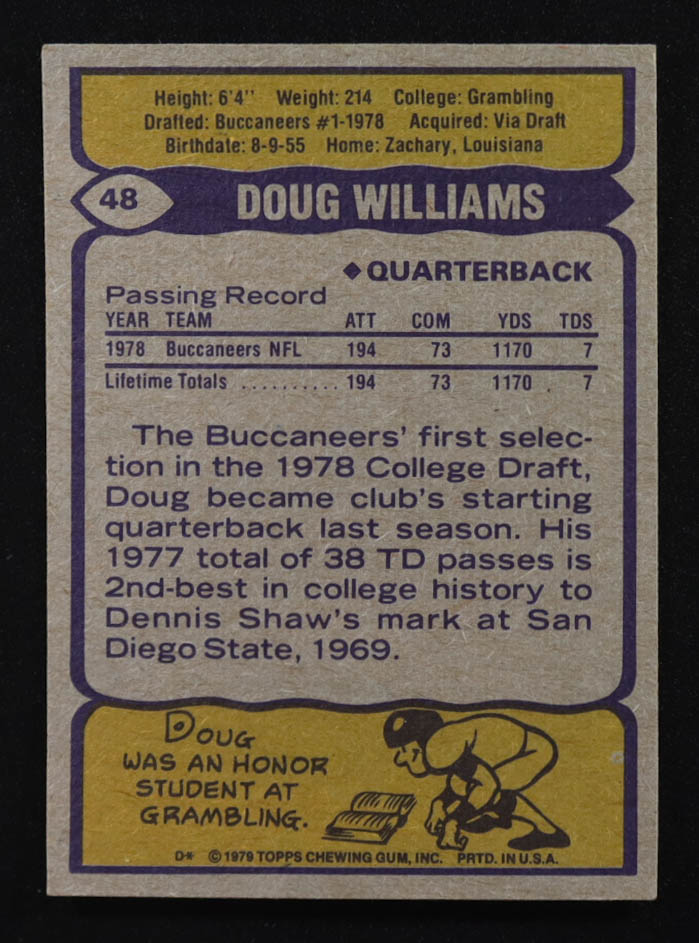 Height: 6'4'' Weight: 214 College: Grambling
Drafted: Buccaneers #1-1978 Acquired: Via Draft
Birthdate: 8-9-55 Home: Zachary, Louisiana
48 DOUG WILLIAMS
◆ QUARTERBACK
Passing Record
YEAR TEAM ATT COM YDS TDS
1978 Buccaneers NFL 194 73 1170 7
Lifetime Totals .......... 194 73 1170 . 7
The Buccaneers' first selec-
tion in the 1978 College Draft,
Doug became club's starting
quarterback last season. His
1977 total of 38 TD passes is
2nd-best in college history to
Dennis Shaw's mark at San
Diego State, 1969.
DOUG
WAS AN HONOR
STUDENT AT
GRAMBLING.
D* © 1979 TOPPS CHEWING GUM, INC. PRTD. IN U.S.A.